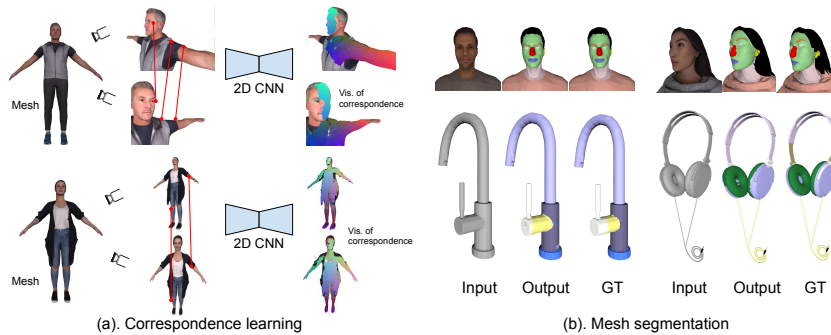 Mesh
2D CNN
Vis. of
correspondence
Mesh
2D CNN
Vis. of
correspondence
(a). Correspondence learning
Input
Output
GT
Input
Output
GT
(b). Mesh segmentation